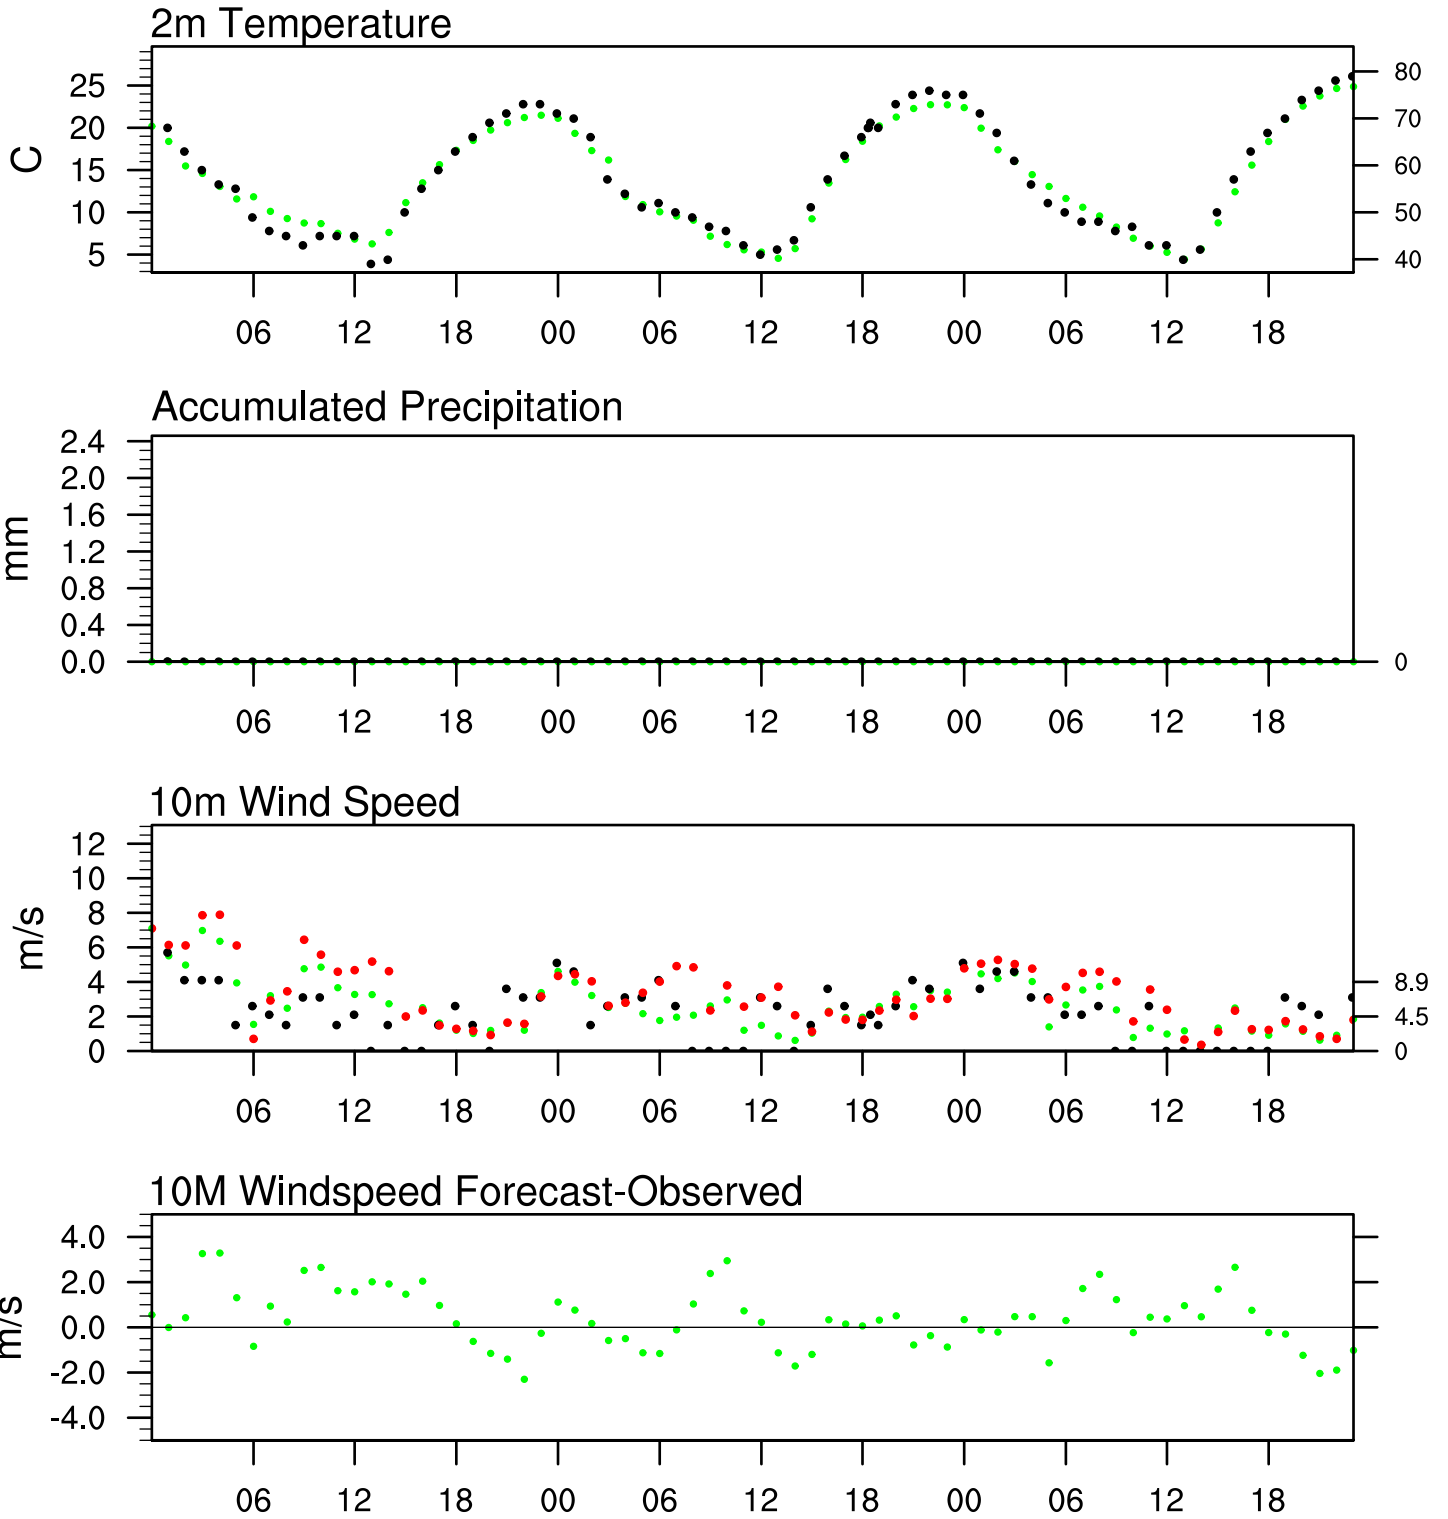 2m Temperature
C
25
20
15
10
5
80
70
60
50
40
06 12 18 00 06 12 18 00 06 12 18
Accumulated Precipitation
mm
2.4
2.0
1.6
1.2
0.8
0.4
0.0
0
06 12 18 00 06 12 18 00 06 12 18
10m Wind Speed
m/s
12
10
8
6
4
2
0
8.9
4.5
0
06 12 18 00 06 12 18 00 06 12 18
10M Windspeed Forecast-Observed
m/s
4.0
2.0
0.0
-2.0
-4.0
06 12 18 00 06 12 18 00 06 12 18